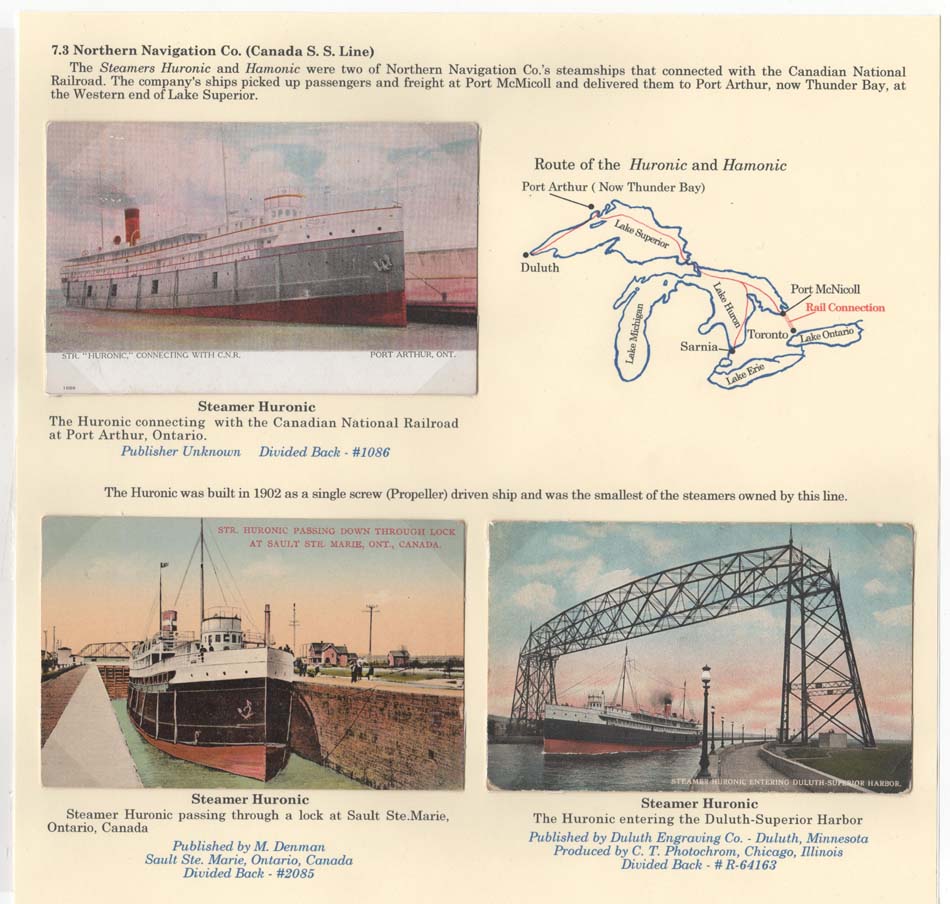 7.3 Northern Navigation Co. (Canada S. S. Line)
The Steamers Huronic and Hamonic were two of Northern Navigation Co.'s steamships that connected with the Canadian National
Railroad. The company's ships picked up passengers and freight at Port McMicoll and delivered them to Port Arthur, now Thunder Bay, at
the Western end of Lake Superior.
STR. "HURONIC," CONNECTING WITH C.N.R.
PORT ARTHUR, ONT.
1086
Steamer Huronic
The Huronic connecting with the Canadian National Railroad
at Port Arthur, Ontario.
Publisher Unknown Divided Back - #1086
Route of the Huronic and Hamonic
Port Arthur ( Now Thunder Bay)
Lake Superior
Duluth
Port McNicoll
Rail Connection
Lake Huron
Lake Michigan
Toronto
Lake Ontario
Sarnia
Lake Erie
The Huronic was built in 1902 as a single screw (Propeller) driven ship and was the smallest of the steamers owned by this line.
STR. HURONIC PASSING DOWN THROUGH LOCK
AT SAULT STE. MARIE, ONT., CANADA.
Steamer Huronic
Steamer Huronic passing through a lock at Sault Ste.Marie,
Ontario, Canada
Published by M. Denman
Sault Ste. Marie, Ontario, Canada
Divided Back - #2085
STEAMER HURONIC ENTERING DULUTH-SUPERIOR HARBOR.
Steamer Huronic
The Huronic entering the Duluth-Superior Harbor
Published by Duluth Engraving Co. - Duluth, Minnesota
Produced by C. T. Photochrom, Chicago, Illinois
Divided Back - # R-64163